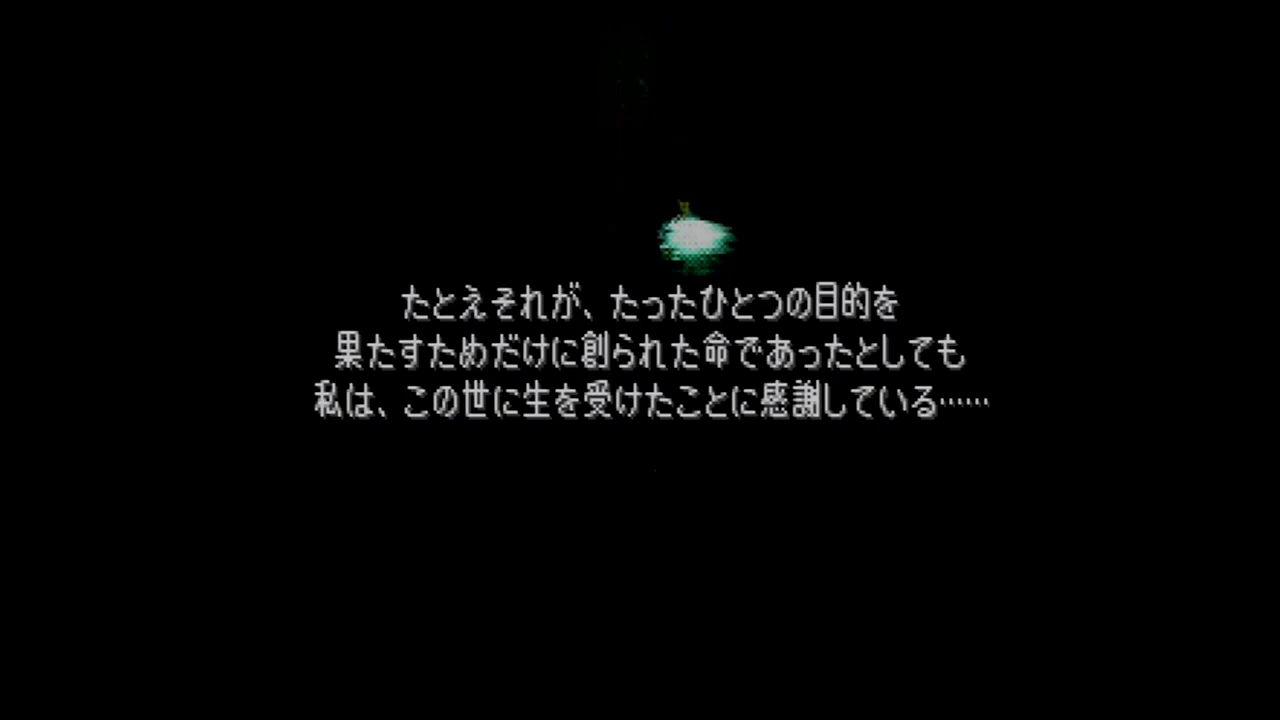 たとえそれが、たったひとつの目的を
果たすためだけに創られた命であったとしても
私は、この世に生を受けたことに感謝している……